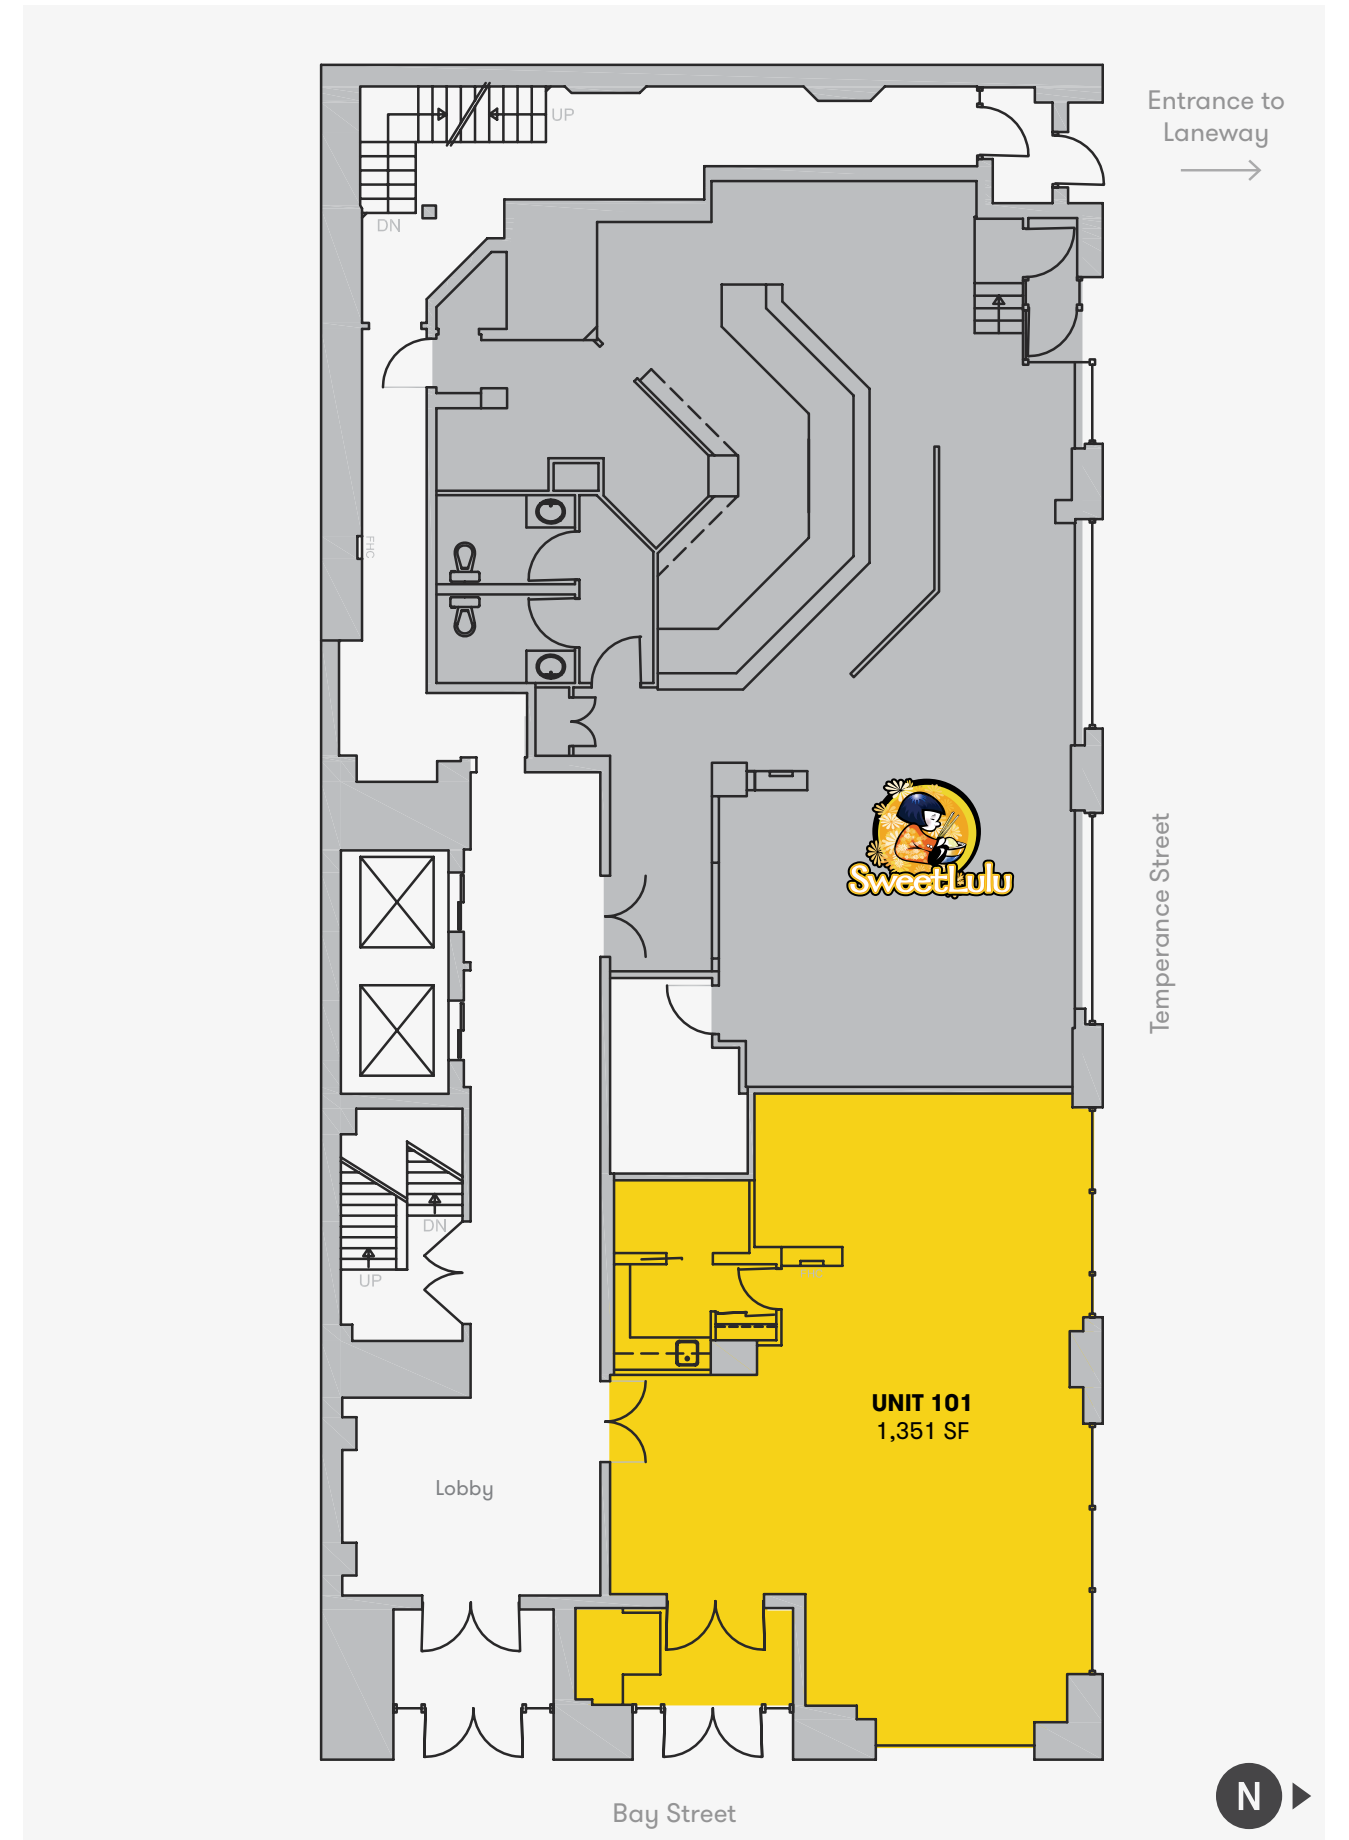 Entrance to
Laneway
UP
DN
FHC
SweetLulu
Temperance Street
DN
UP
FHC
UNIT 101
1,351 SF
Lobby
Bay Street
N